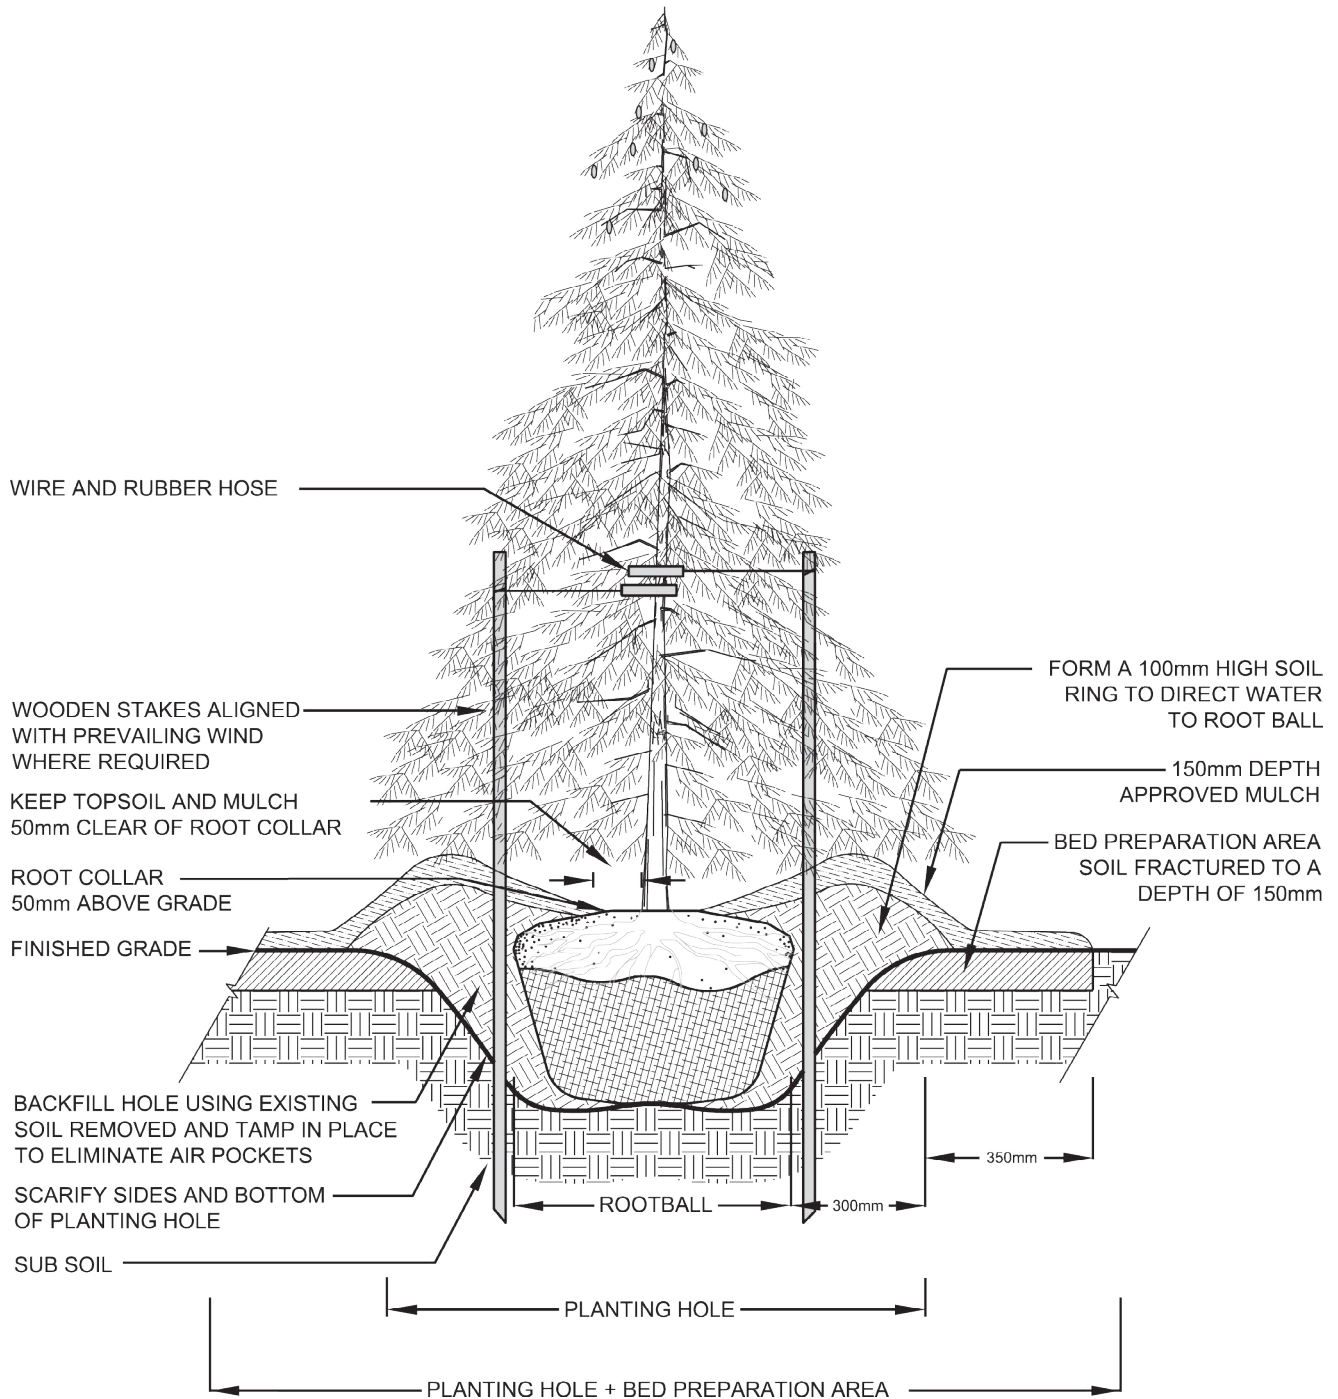 WIRE AND RUBBER HOSE
WOODEN STAKES ALIGNED
WITH PREVAILING WIND
WHERE REQUIRED
KEEP TOPSOIL AND MULCH
50mm CLEAR OF ROOT COLLAR
ROOT COLLAR
50mm ABOVE GRADE
FINISHED GRADE
BACKFILL HOLE USING EXISTING
SOIL REMOVED AND TAMP IN PLACE
TO ELIMINATE AIR POCKETS
SCARIFY SIDES AND BOTTOM
OF PLANTING HOLE
SUB SOIL
FORM A 100mm HIGH SOIL
RING TO DIRECT WATER
TO ROOT BALL
150mm DEPTH
APPROVED MULCH
BED PREPARATION AREA
SOIL FRACTURED TO A
DEPTH OF 150mm
350mm
ROOTBALL
300mm
PLANTING HOLE
PLANTING HOLE + BED PREPARATION AREA